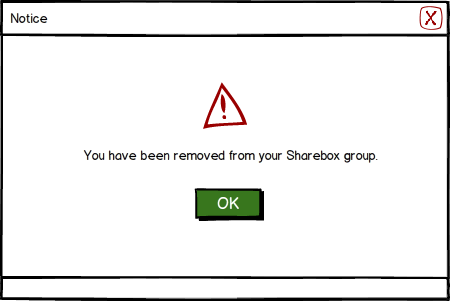 Notice
X
You have been removed from your Sharebox group.
OK